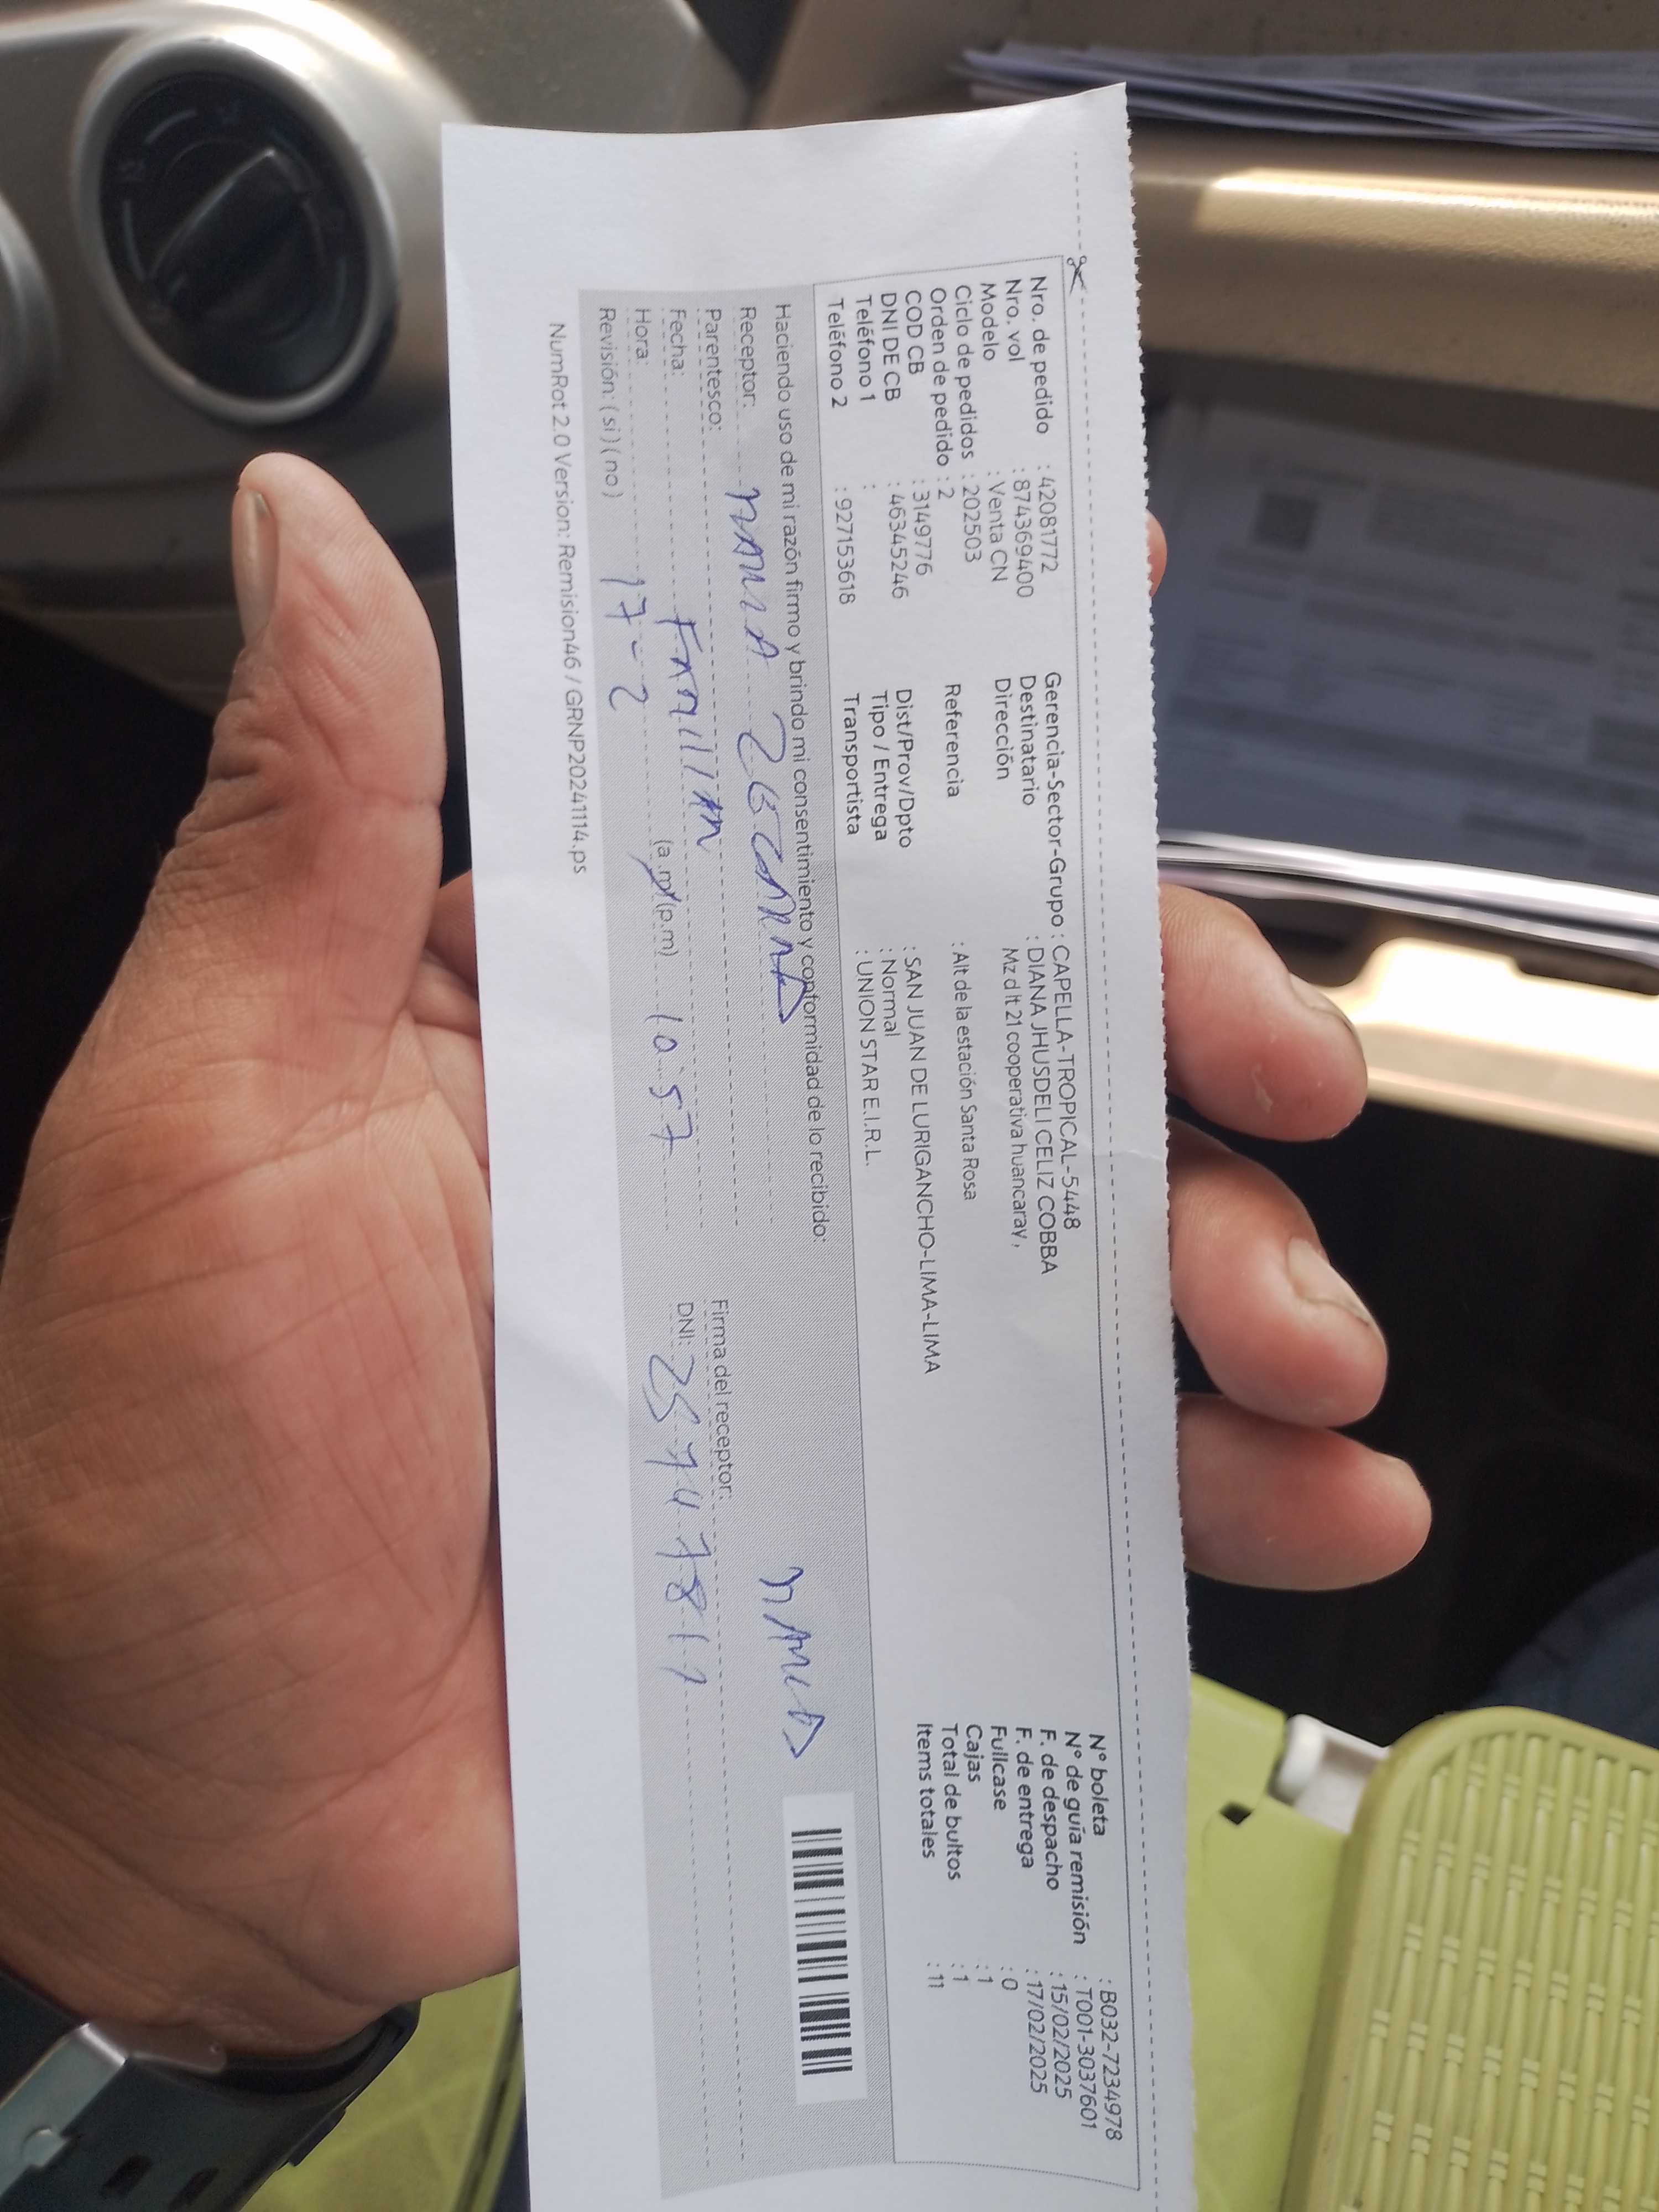 Nro. de pedido : 42081772
Nro. vol : 874369400
Modelo : Venta CN
Ciclo de pedidos : 202503
Orden de pedido : 2
COD CB : 3149776
DNI DE CB : 46345246
Teléfono 1 :
Teléfono 2 : 927153618
Gerencia-Sector-Grupo : CAPELLA-TROPICAL-5448
Destinatario : DIANA JHUSDELI CELIZ COBBA
Dirección Mz d lt 21 cooperativa huancaray ,
Referencia : Alt de la estación Santa Rosa
Dist/Prov/Dpto : SAN JUAN DE LURIGANCHO-LIMA-LIMA
Tipo / Entrega : Normal
Transportista : UNION STAR E.I.R.L.
N° boleta : B032-7234978
N° de guía remisión : T001-3037601
F. de despacho : 15/02/2025
F. de entrega : 17/02/2025
Fullcase : 0
Cajas : 1
Total de bultos : 1
Items totales : 11
Haciendo uso de mi razón firmo y brindo mi consentimiento y conformidad de lo recibido:
Receptor:
Parentesco: Familiar
Fecha: 17-2
Hora: (a.m)(p.m) 10 57
Revisión: ( si ) ( no )
Firma del receptor:
DNI: 25747817
NumRot 2.0 Version: Remision46 / GRNP20241114.ps